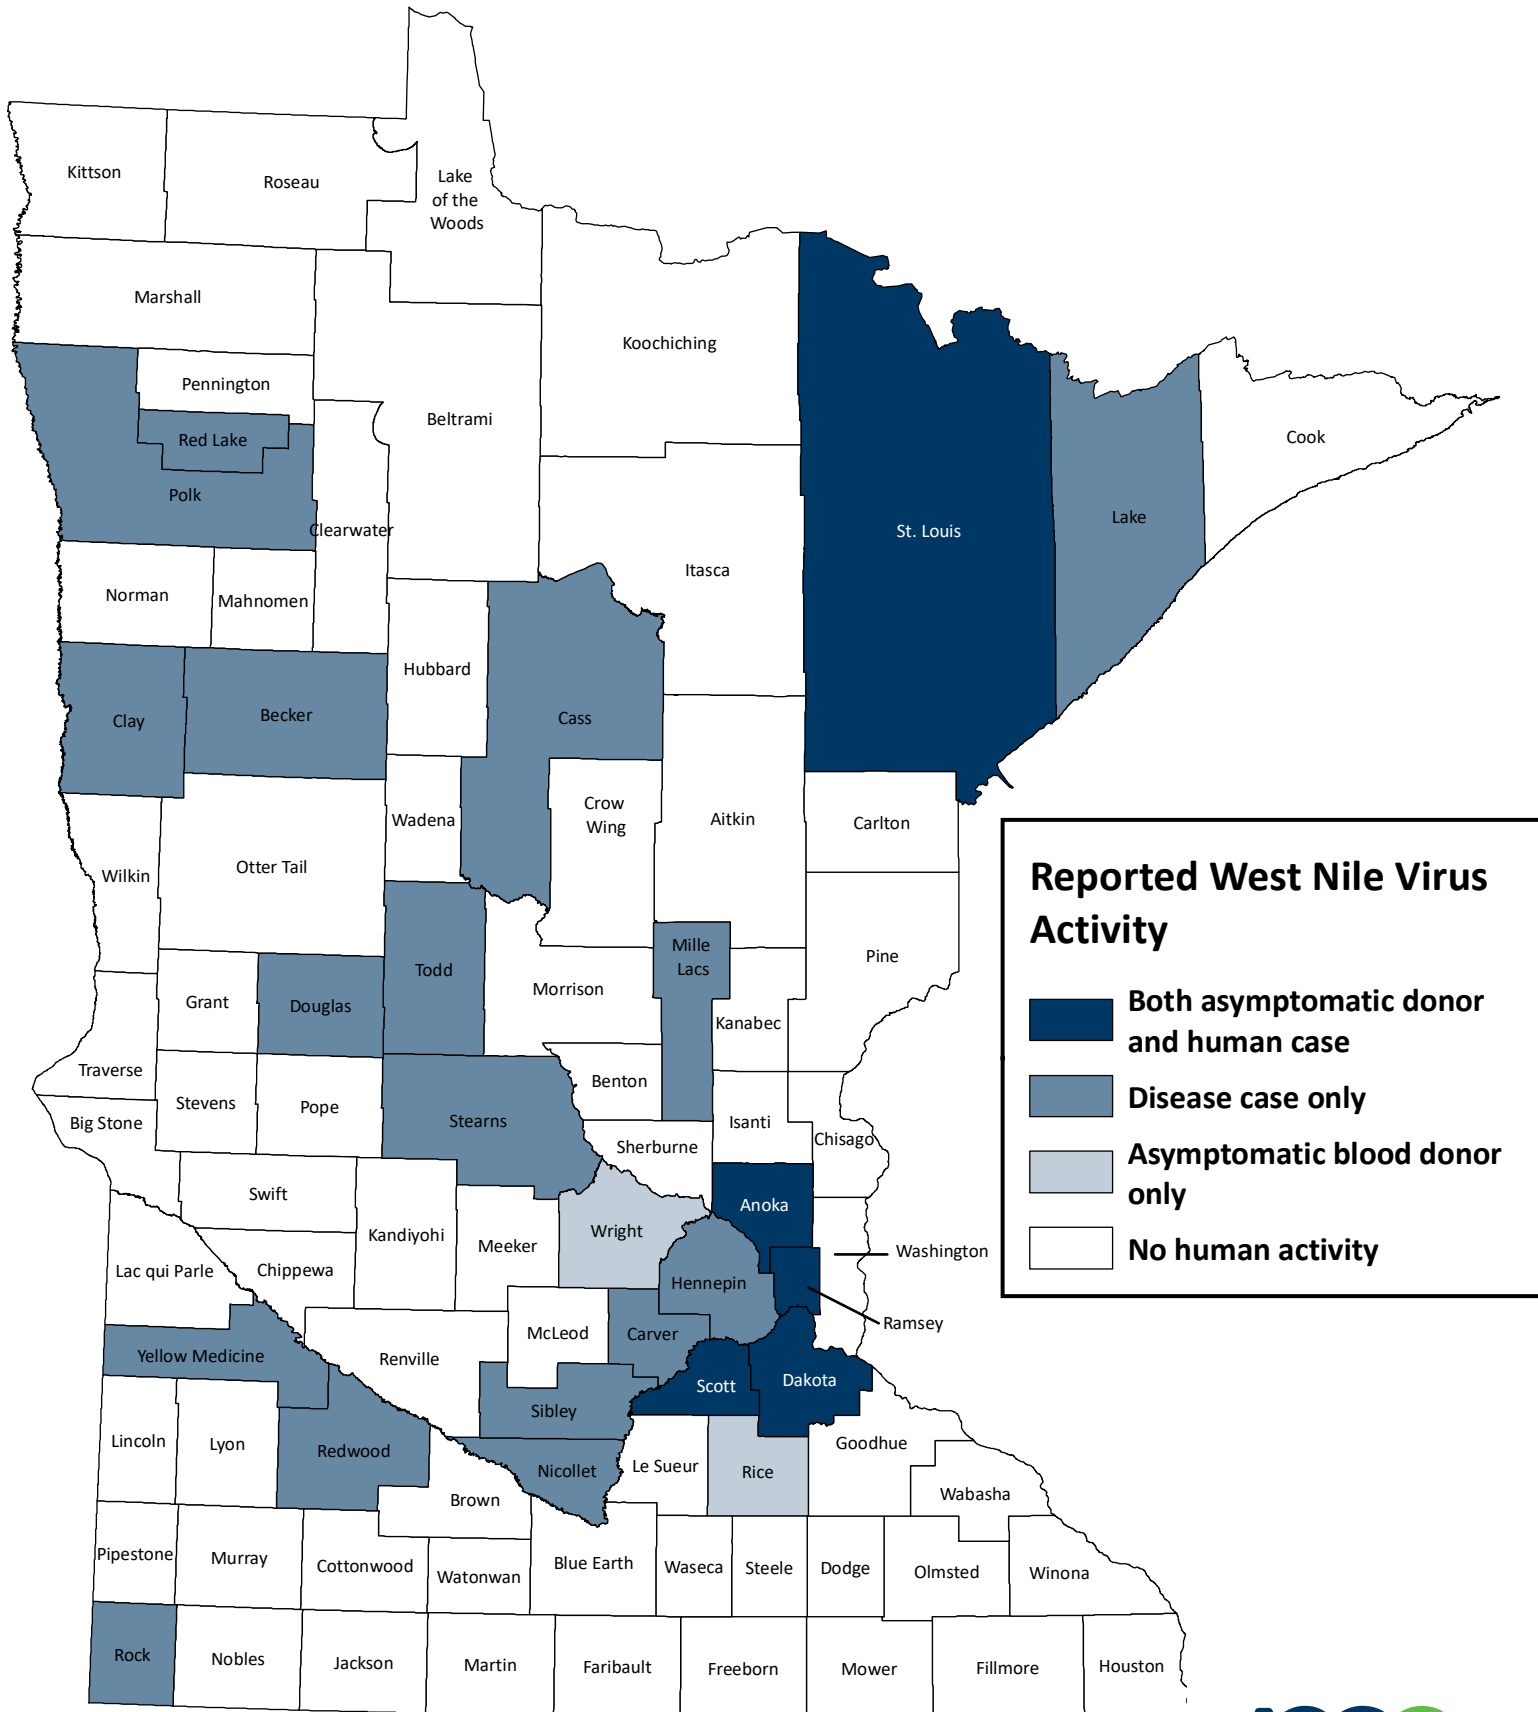 Kittson
Roseau
Lake
of the
Woods
Marshall
Koochiching
Pennington
Beltrami
Red Lake
Cook
Polk
Lake
Clearwater
St. Louis
Itasca
Norman
Mahnomen
Hubbard
Clay
Becker
Cass
Crow
Wing
Wadena
Aitkin
Carlton
Otter Tail
Wilkin
Reported West Nile Virus
Activity
Both asymptomatic donor
and human case
Disease case only
Asymptomatic blood donor
only
No human activity
Mille
Lacs
Pine
Todd
Morrison
Grant
Douglas
Kanabec
Traverse
Benton
Stevens
Pope
Stearns
Isanti
Big Stone
Chisago
Sherburne
Swift
Anoka
Wright
Kandiyohi
Meeker
Washington
Lac qui Parle
Chippewa
Hennepin
Ramsey
McLeod
Carver
Yellow Medicine
Renville
Scott
Dakota
Sibley
Lincoln
Lyon
Redwood
Goodhue
Nicollet
Le Sueur
Rice
Brown
Wabasha
Pipestone
Murray
Cottonwood
Watonwan
Blue Earth
Waseca
Steele
Dodge
Olmsted
Winona
Rock
Nobles
Jackson
Martin
Faribault
Freeborn
Mower
Fillmore
Houston